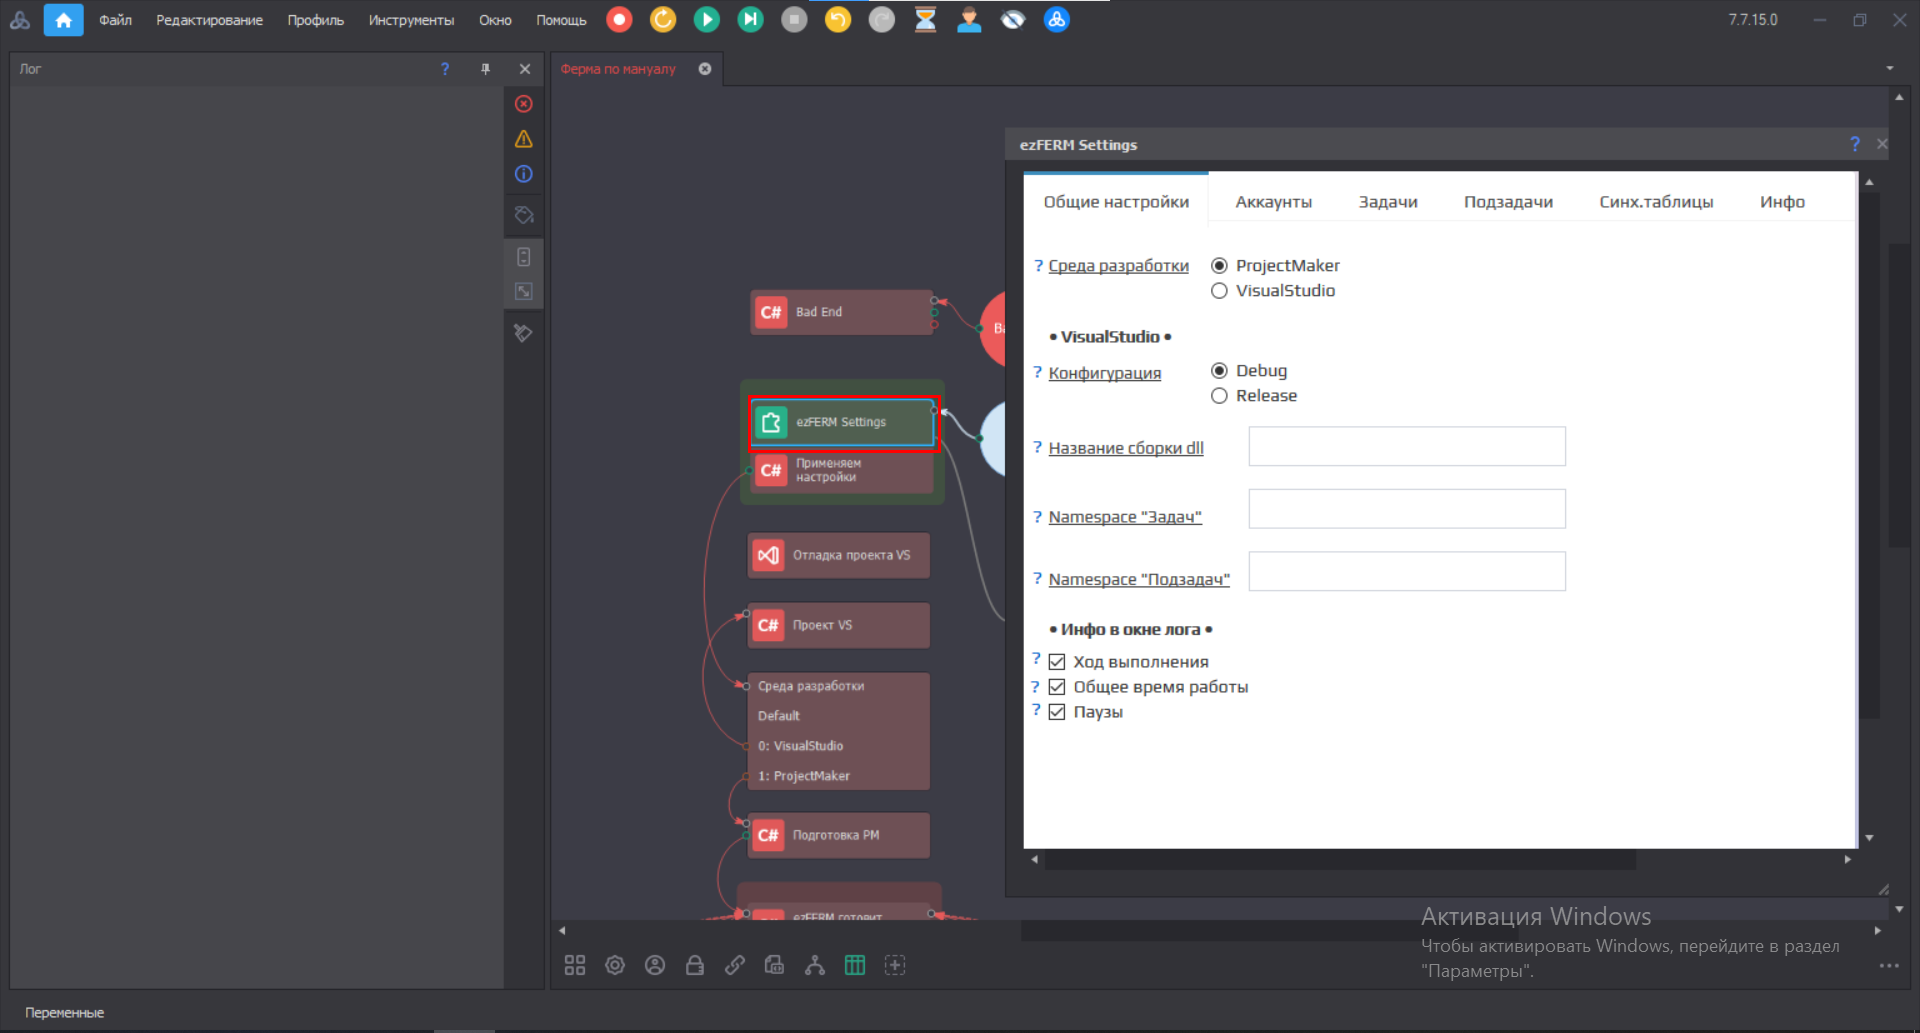 Файл Редактирование Профиль Инструменты Окно Помощь 7.7.15.0
Лог ?
Ферма по мануалу
Bad End
ezFERM Settings
Применяем
настройки
Отладка проекта VS
C# Проект VS
Среда разработки
Default
0: VisualStudio
1: ProjectMaker
C# Подготовка PM
ezFERM готовит
ezFERM Settings ?
Общие настройки Аккаунты Задачи Подзадачи Синх.таблицы Инфо
? Среда разработки ProjectMaker
VisualStudio
• VisualStudio •
? Конфигурация Debug
Release
? Название сборки dll
? Namespace "Задач"
? Namespace "Подзадач"
• Инфо в окне лога •
? Ход выполнения
? Общее время работы
? Паузы
Активация Windows
Чтобы активировать Windows, перейдите в раздел
"Параметры".
Переменные